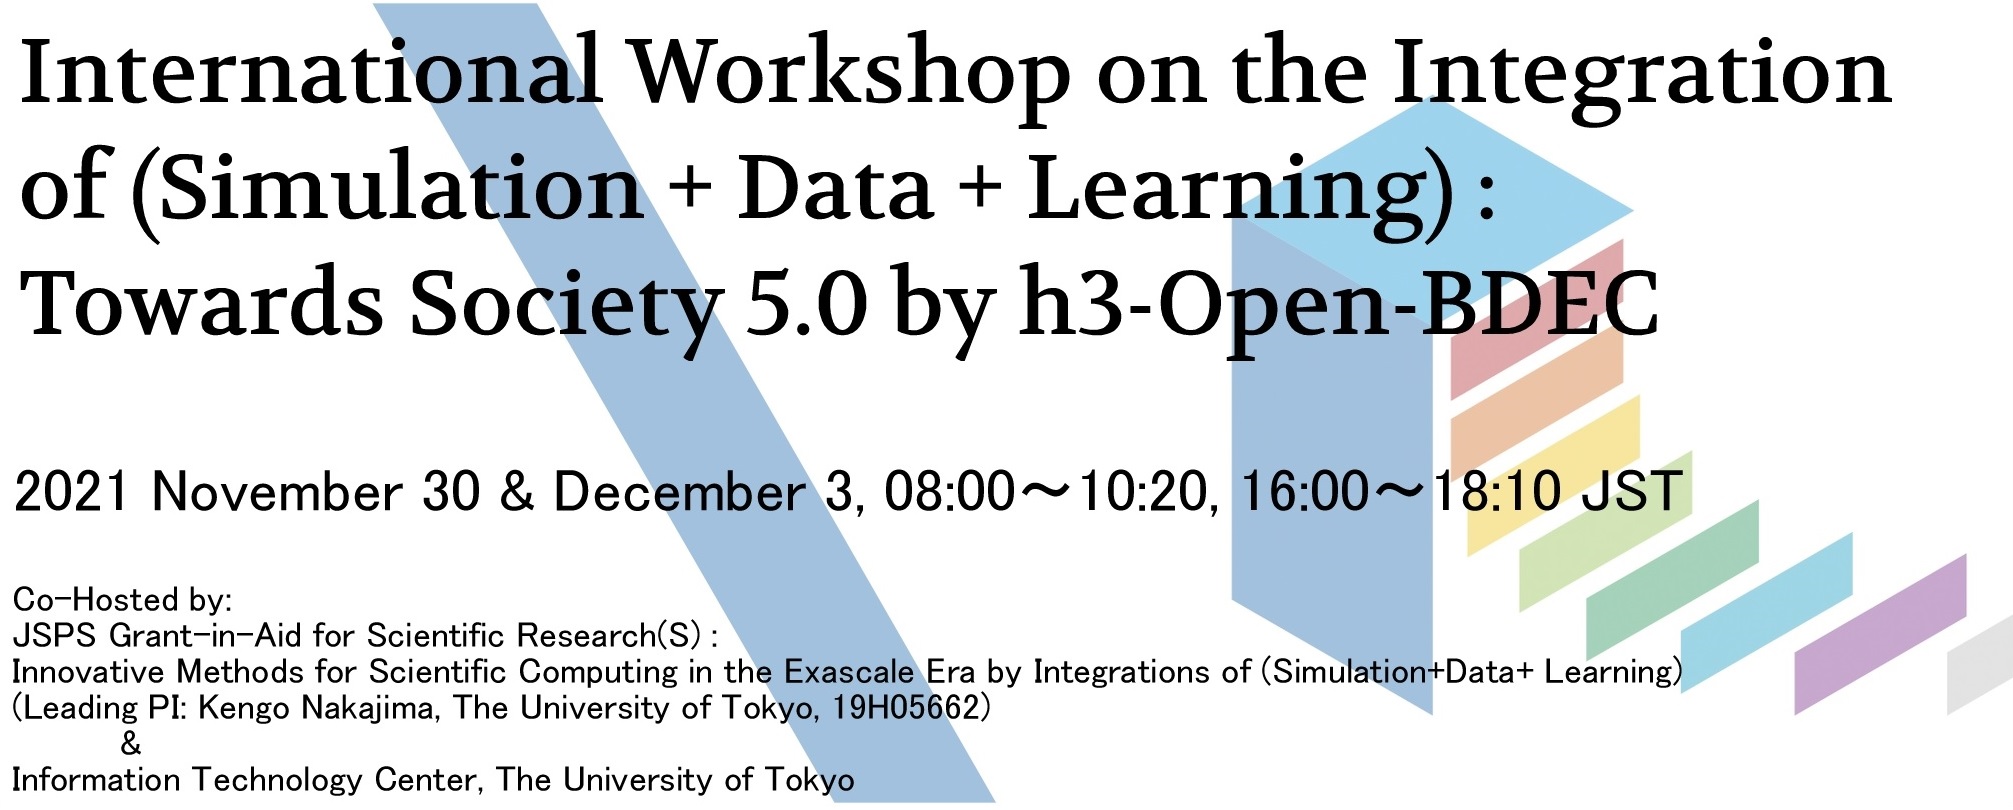 International Workshop on the Integration
of (Simulation + Data + Learning) :
Towards Society 5.0 by h3-Open-BDEC
2021 November 30 & December 3, 08:00～10:20, 16:00～18:10 JST
Co-Hosted by:
JSPS Grant-in-Aid for Scientific Research(S) :
Innovative Methods for Scientific Computing in the Exascale Era by Integrations of (Simulation+Data+ Learning)
(Leading PI: Kengo Nakajima, The University of Tokyo, 19H05662)
&
Information Technology Center, The University of Tokyo